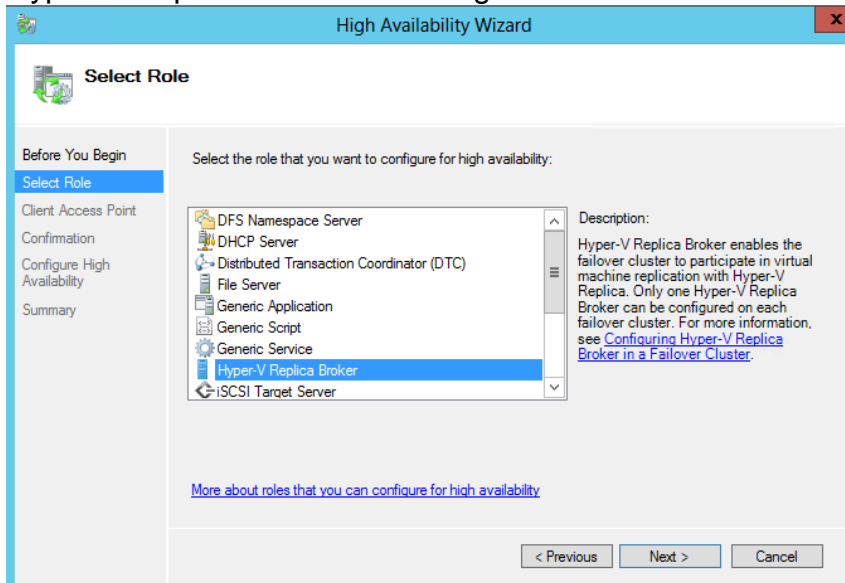 High Availability Wizard
X
Select Role
Before You Begin
Select Role
Client Access Point
Confirmation
Configure High
Availability
Summary
Select the role that you want to configure for high availability:
DFS Namespace Server
DHCP Server
Distributed Transaction Coordinator (DTC)
File Server
Generic Application
Generic Script
Generic Service
Hyper-V Replica Broker
iSCSI Target Server
Description:
Hyper-V Replica Broker enables the
failover cluster to participate in virtual
machine replication with Hyper-V
Replica. Only one Hyper-V Replica
Broker can be configured on each
failover cluster. For more information,
see Configuring Hyper-V Replica
Broker in a Failover Cluster.
More about roles that you can configure for high availability
< Previous
Next >
Cancel